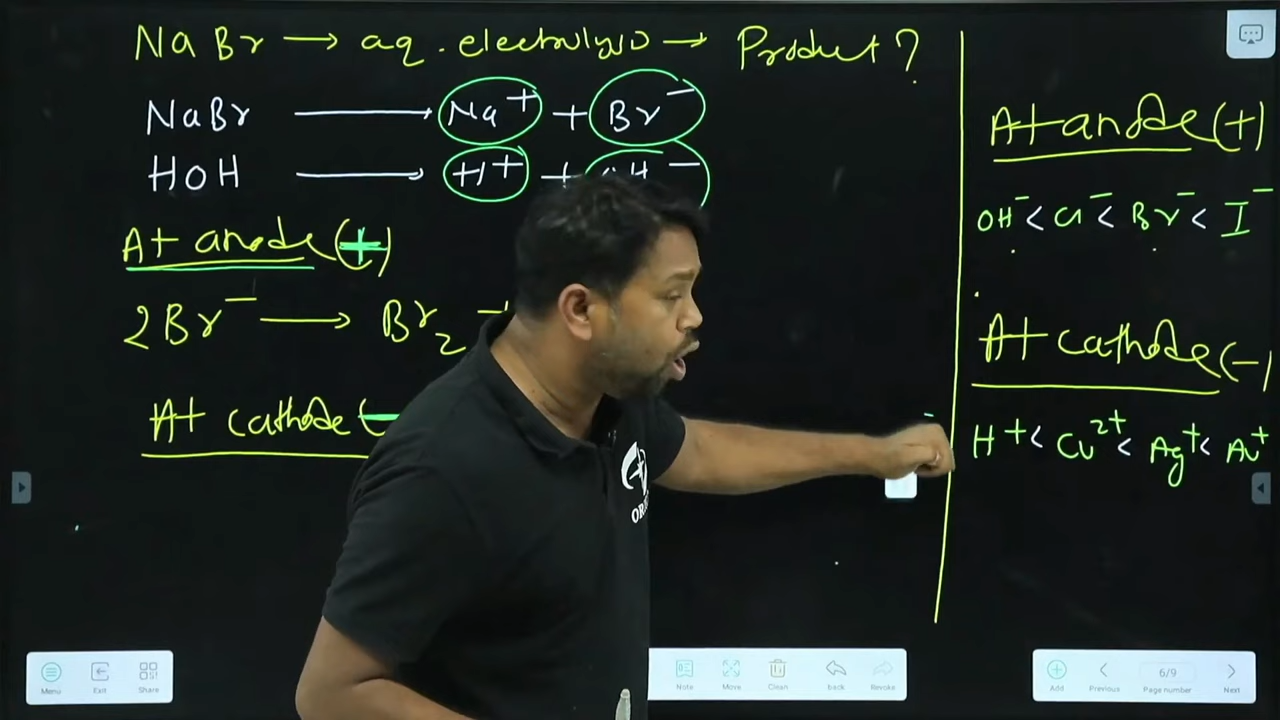 NaBr → aq. electrolysis → Product ?
NaBr ⟶ Na⁺ + Br⁻
HOH ⟶ H⁺ + OH⁻
At anode (+)
2Br⁻ ⟶ Br₂
At cathode (−
At anode (+)
OH⁻ < Cl⁻ < Br⁻ < I⁻
At cathode (−)
H⁺ < Cu²⁺ < Ag⁺ < Au⁺
Menu Exit Share
Note Move Clean back Revoke
Add Previous 6/9 Page number Next